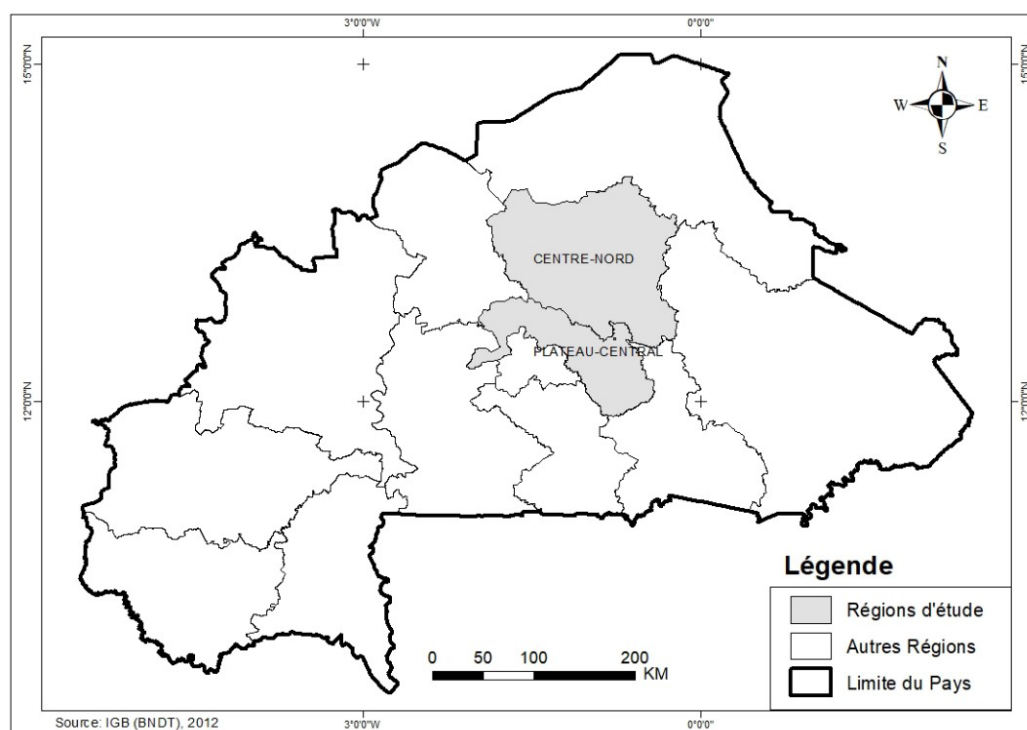 3°0'0"W
0°0'0"
15°0'0"N
15°0'0"N
N
W
E
S
CENTRE-NORD
PLATEAU-CENTRAL
12°0'0"N
12°0'0"N
Légende
Régions d'étude
Autres Régions
Limite du Pays
0 50 100 200
KM
Source: IGB (BNDT), 2012
3°0'0"W
0°0'0"